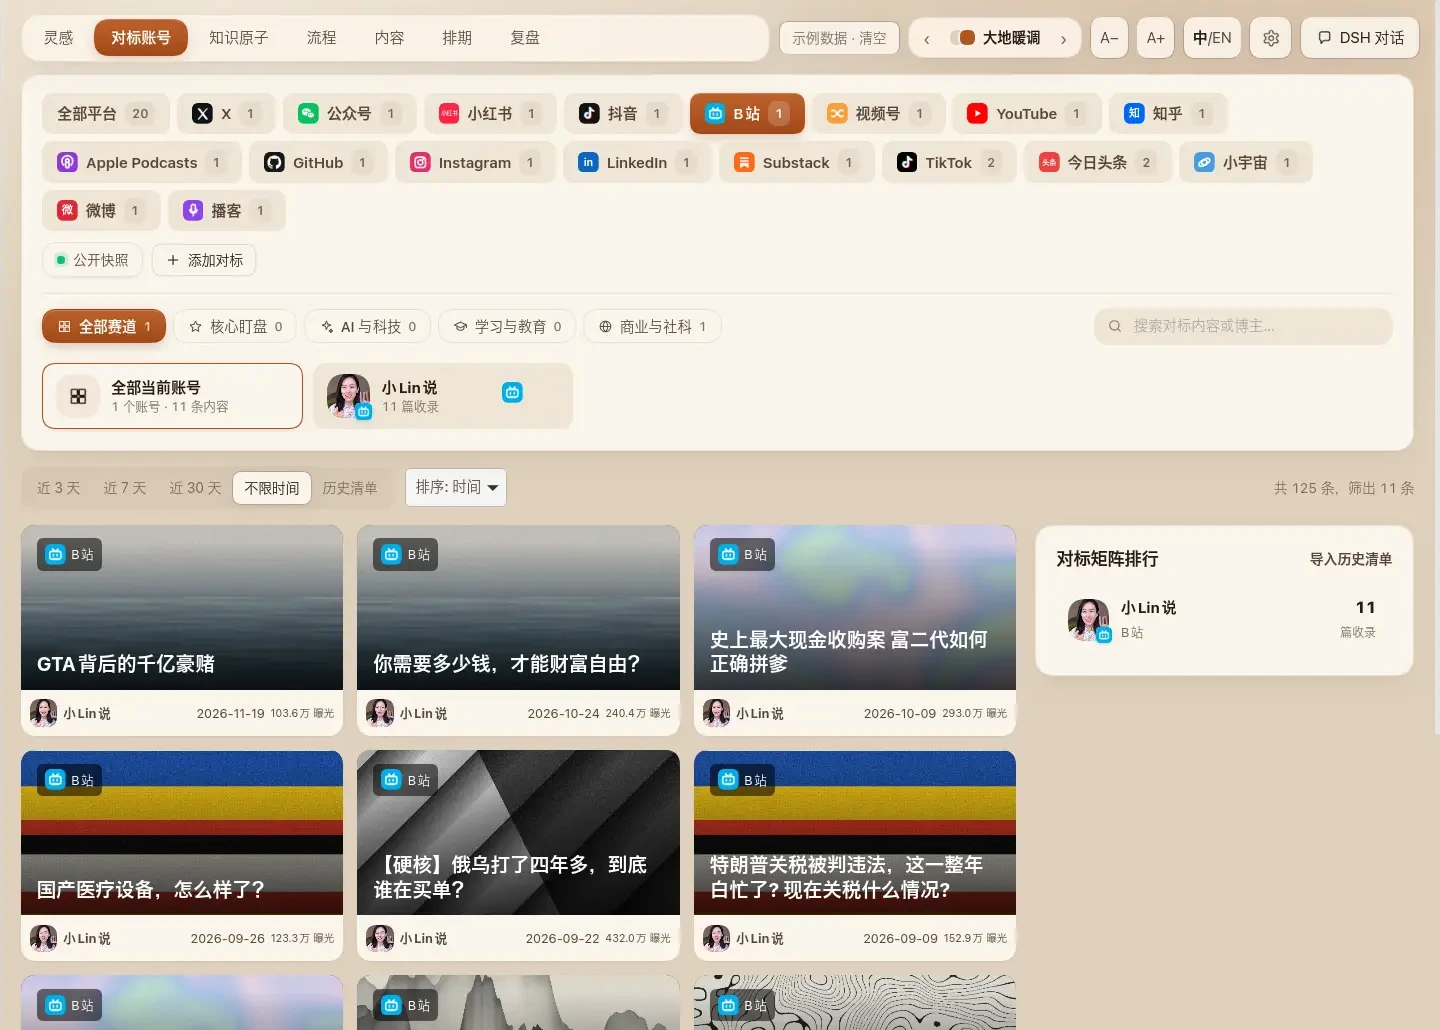 灵感 对标账号 知识原子 流程 内容 排期 复盘 示例数据 · 清空 ‹ 大地暖调 › A− A+ 中/EN DSH 对话
全部平台 20 X 1 公众号 1 小红书 1 抖音 1 B站 1 视频号 1 YouTube 1 知 知乎 1
Apple Podcasts 1 GitHub 1 Instagram 1 in LinkedIn 1 Substack 1 TikTok 2 头条 今日头条 2 小宇宙 1
微 微博 1 播客 1
公开快照 + 添加对标
全部赛道 1 核心盯盘 0 AI 与科技 0 学习与教育 0 商业与社科 1 搜索对标内容或博主...
全部当前账号
1 个账号 · 11 条内容
小Lin说
11 篇收录
近 3 天 近 7 天 近 30 天 不限时间 历史清单 排序: 时间 共 125 条，筛出 11 条
B站
GTA背后的千亿豪赌
小Lin说 2026-11-19 103.6万 曝光
B站
你需要多少钱，才能财富自由？
小Lin说 2026-10-24 240.4万 曝光
B站
史上最大现金收购案 富二代如何
正确拼爹
小Lin说 2026-10-09 293.0万 曝光
对标矩阵排行 导入历史清单
小Lin说 11
B站 篇收录
B站
国产医疗设备，怎么样了？
小Lin说 2026-09-26 123.3万 曝光
B站
【硬核】俄乌打了四年多，到底
谁在买单？
小Lin说 2026-09-22 432.0万 曝光
B站
特朗普关税被判违法，这一整年
白忙了? 现在关税什么情况?
小Lin说 2026-09-09 152.9万 曝光
B站
B站
B站